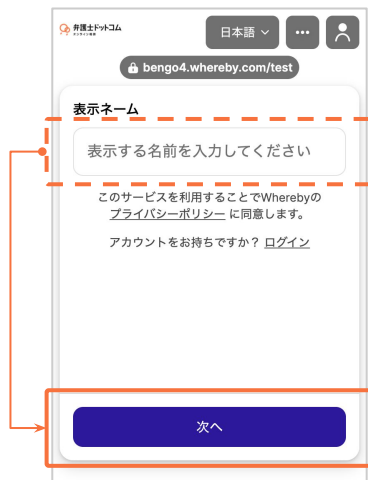 弁護士ドットコム
オンライン相談
日本語
bengo4.whereby.com/test
表示ネーム
表示する名前を入力してください
このサービスを利用することでWherebyの
プライバシーポリシー に同意します。
アカウントをお持ちですか？ ログイン
次へ